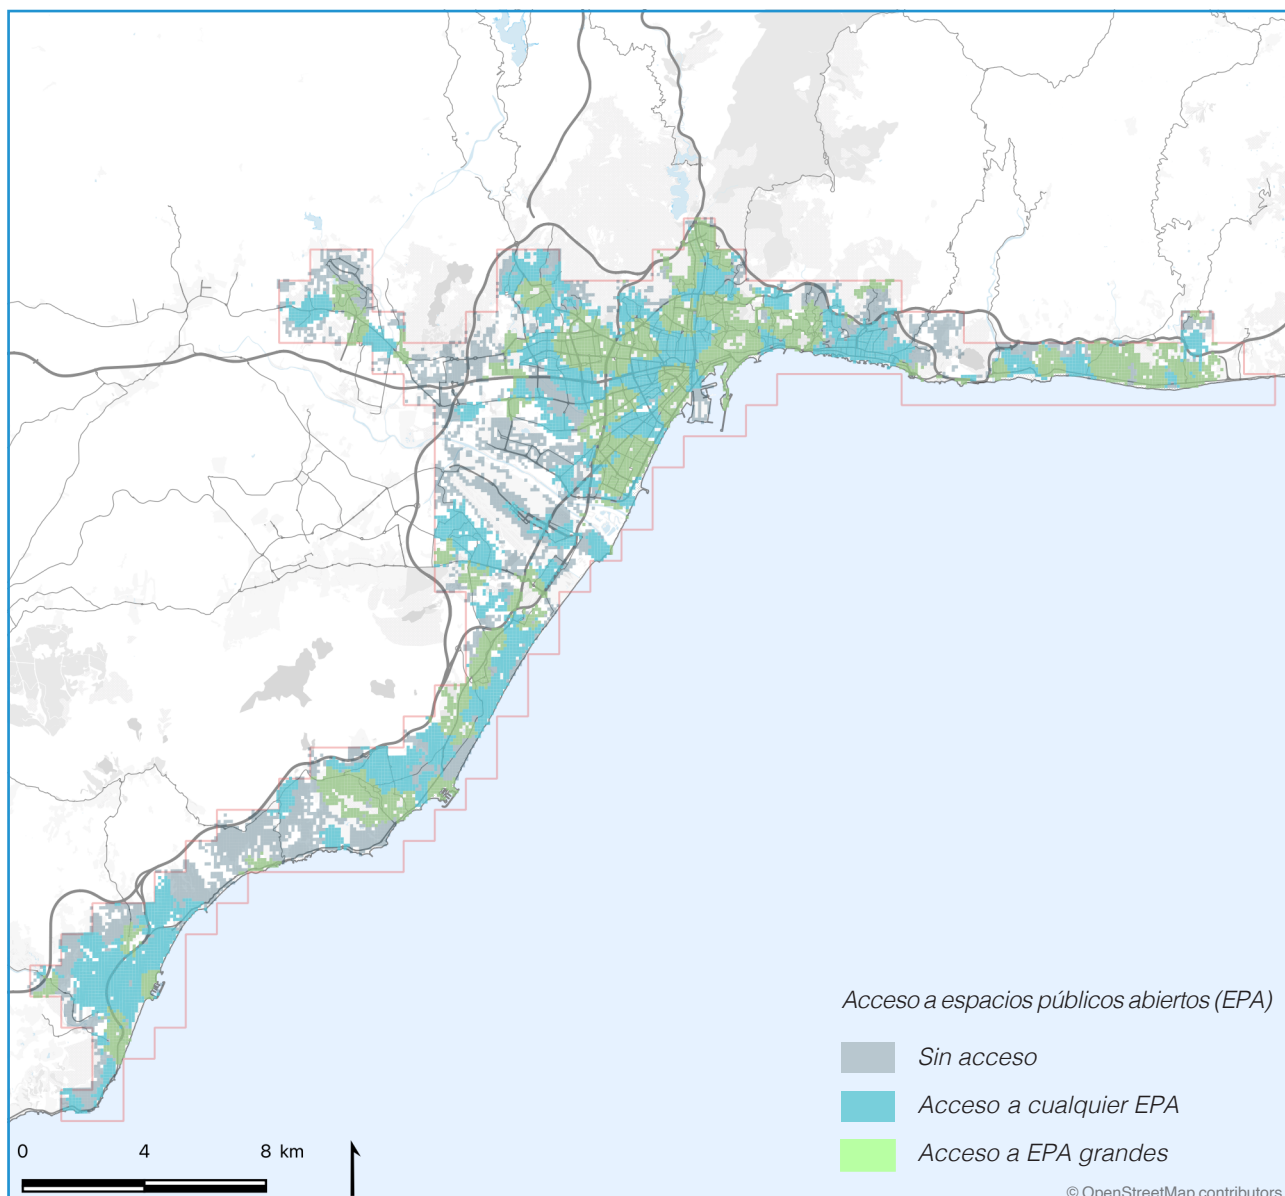 Acceso a espacios públicos abiertos (EPA)
Sin acceso
Acceso a cualquier EPA
Acceso a EPA grandes
0 4 8 km
© OpenStreetMap contributors